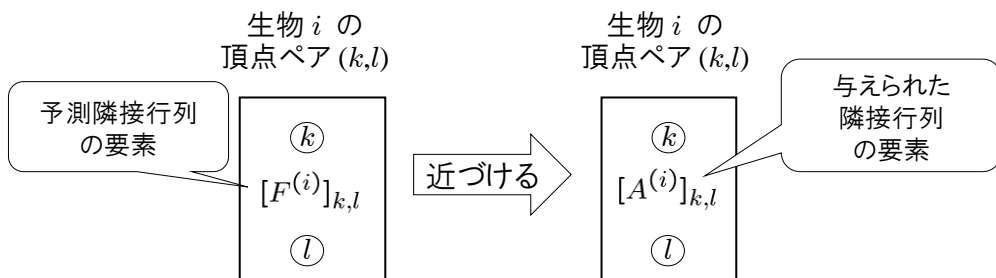 生物 i の
頂点ペア (k,l)
予測隣接行列
の要素
k
[F^(i)]_k,l
l
近づける
生物 i の
頂点ペア (k,l)
与えられた
隣接行列
の要素
k
[A^(i)]_k,l
l